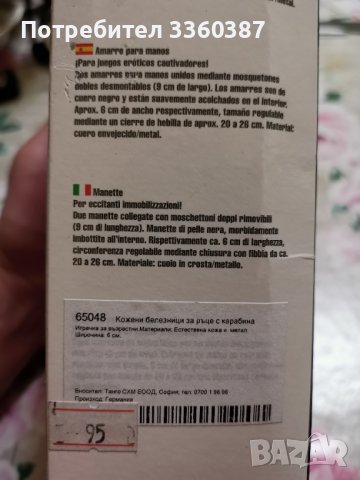 Потребител 3360387
Amarre para manos
¡Para juegos eróticos cautivadores!
Dos amarres para manos unidos mediante mosquetones
dobles desmontables (9 cm de largo). Los amarres son de
cuero negro y están suavemente acolchados en el interior.
Aprox. 6 cm de ancho respectivamente, tamaño regulable
mediante un cierre de hebilla de aprox. 20 a 26 cm. Material:
cuero envejecido/metal.
Manette
Per eccitanti immobilizzazioni!
Due manette collegate con moschettoni doppi rimovibili
(9 cm di lunghezza). Manette di pelle nera, morbidamente
imbottite all'interno. Rispettivamente ca. 6 cm di larghezza,
circonferenza regolabile mediante chiusura con fibbia da ca.
20 a 26 cm. Materiale: cuoio in crosta/metallo.
65048 Кожени белезници за ръце с карабина
Играчка за възрастни.Материали: Естествена кожа и метал.
Широчина: 6 см.
Вносител: Танго СХМ ЕООД, София; тел: 0700 1 96 96
Произход: Германия
95
BAZAR